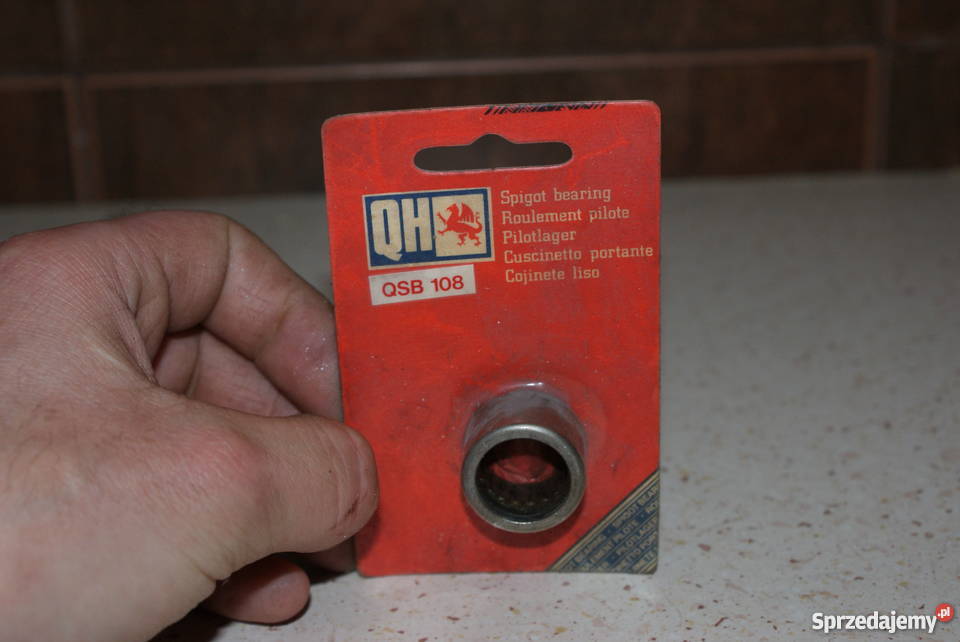 QH
Spigot bearing
Roulement pilote
Pilotlager
Cuscinetto portante
Cojinete liso
QSB 108
Sprzedajemy.pl